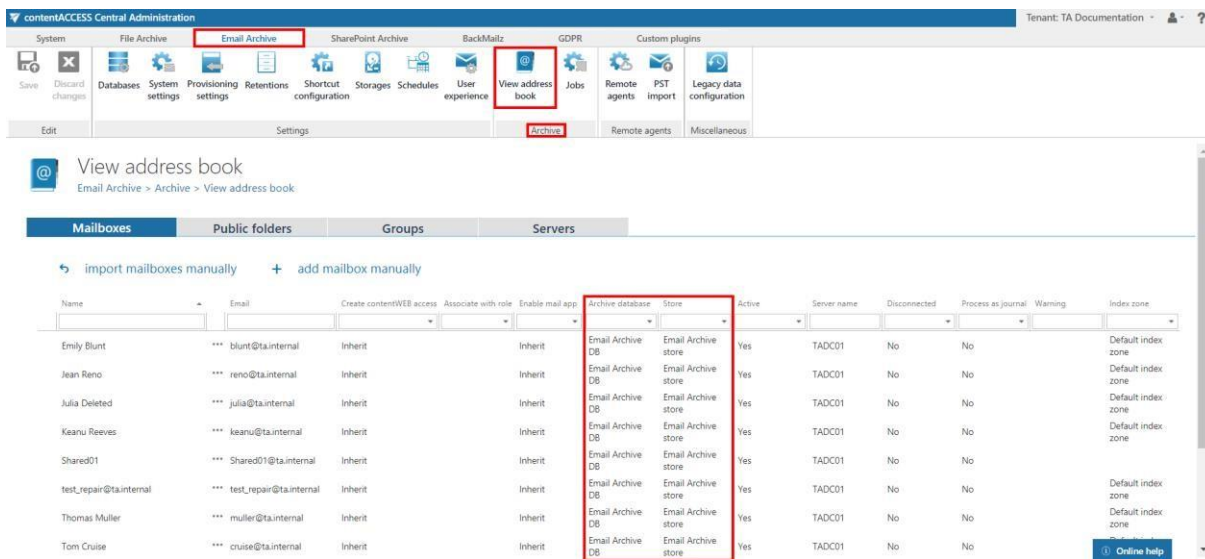 contentACCESS Central Administration
Tenant: TA Documentation
?
System
File Archive
Email Archive
SharePoint Archive
BackMailz
GDPR
Custom plugins
Save
Discard changes
Databases
System settings
Provisioning settings
Retentions
Shortcut configuration
Storages
Schedules
User experience
View address book
Jobs
Remote agents
PST import
Legacy data configuration
Edit
Settings
Archive
Remote agents
Miscellaneous
View address book
Email Archive > Archive > View address book
Mailboxes
Public folders
Groups
Servers
import mailboxes manually
+ add mailbox manually
Name Email Create contentWEB access Associate with role Enable mail app Archive database Store Active Server name Disconnected Process as journal Warning Index zone
Emily Blunt *** blunt@ta.internal Inherit Inherit Email Archive DB Email Archive store Yes TADC01 No No Default index zone
Jean Reno *** reno@ta.internal Inherit Inherit Email Archive DB Email Archive store Yes TADC01 No No Default index zone
Julia Deleted *** julia@ta.internal Inherit Inherit Email Archive DB Email Archive store Yes TADC01 No No Default index zone
Keanu Reeves *** keanu@ta.internal Inherit Inherit Email Archive DB Email Archive store Yes TADC01 No No Default index zone
Shared01 *** Shared01@ta.internal Inherit Inherit Email Archive DB Email Archive store Yes TADC01 No No
test_repair@ta.internal *** test_repair@ta.internal Inherit Inherit Email Archive DB Email Archive store Yes TADC01 No No Default index zone
Thomas Muller *** muller@ta.internal Inherit Inherit Email Archive DB Email Archive store Yes TADC01 No No Default index zone
Tom Cruise *** cruise@ta.internal Inherit Inherit Email Archive DB Email Archive store Yes TADC01 No No
Online help